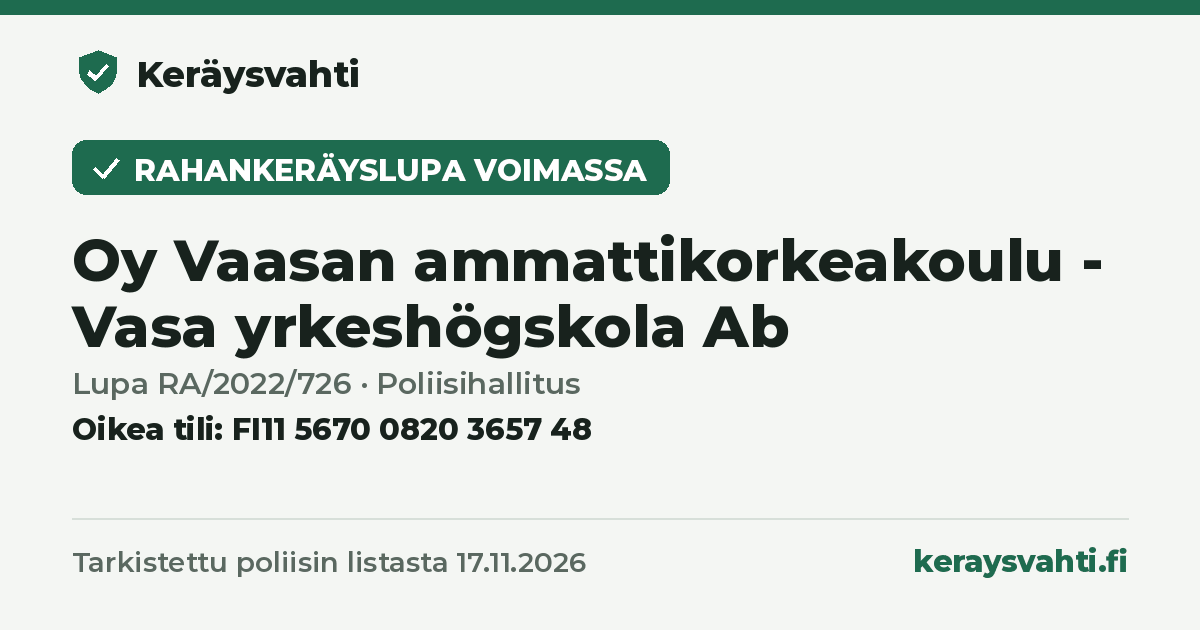 Keräysvahti
RAHANKERÄYSLUPA VOIMASSA
Oy Vaasan ammattikorkeakoulu -
Vasa yrkeshögskola Ab
Lupa RA/2022/726 · Poliisihallitus
Oikea tili: FI11 5670 0820 3657 48
Tarkistettu poliisin listasta 17.11.2026
keraysvahti.fi